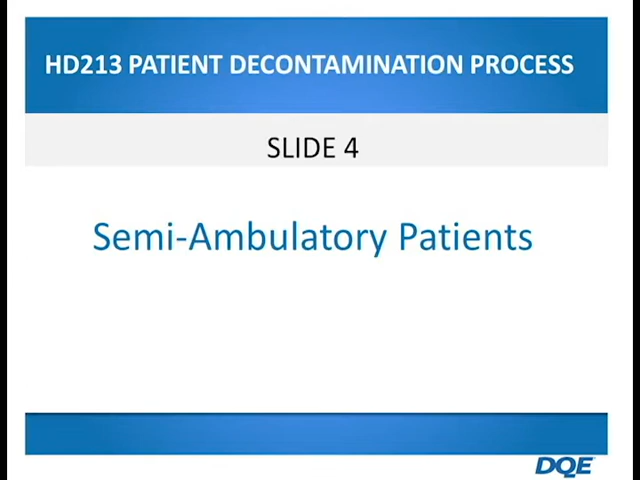 HD213 PATIENT DECONTAMINATION PROCESS
SLIDE 4
Semi-Ambulatory Patients
DQE